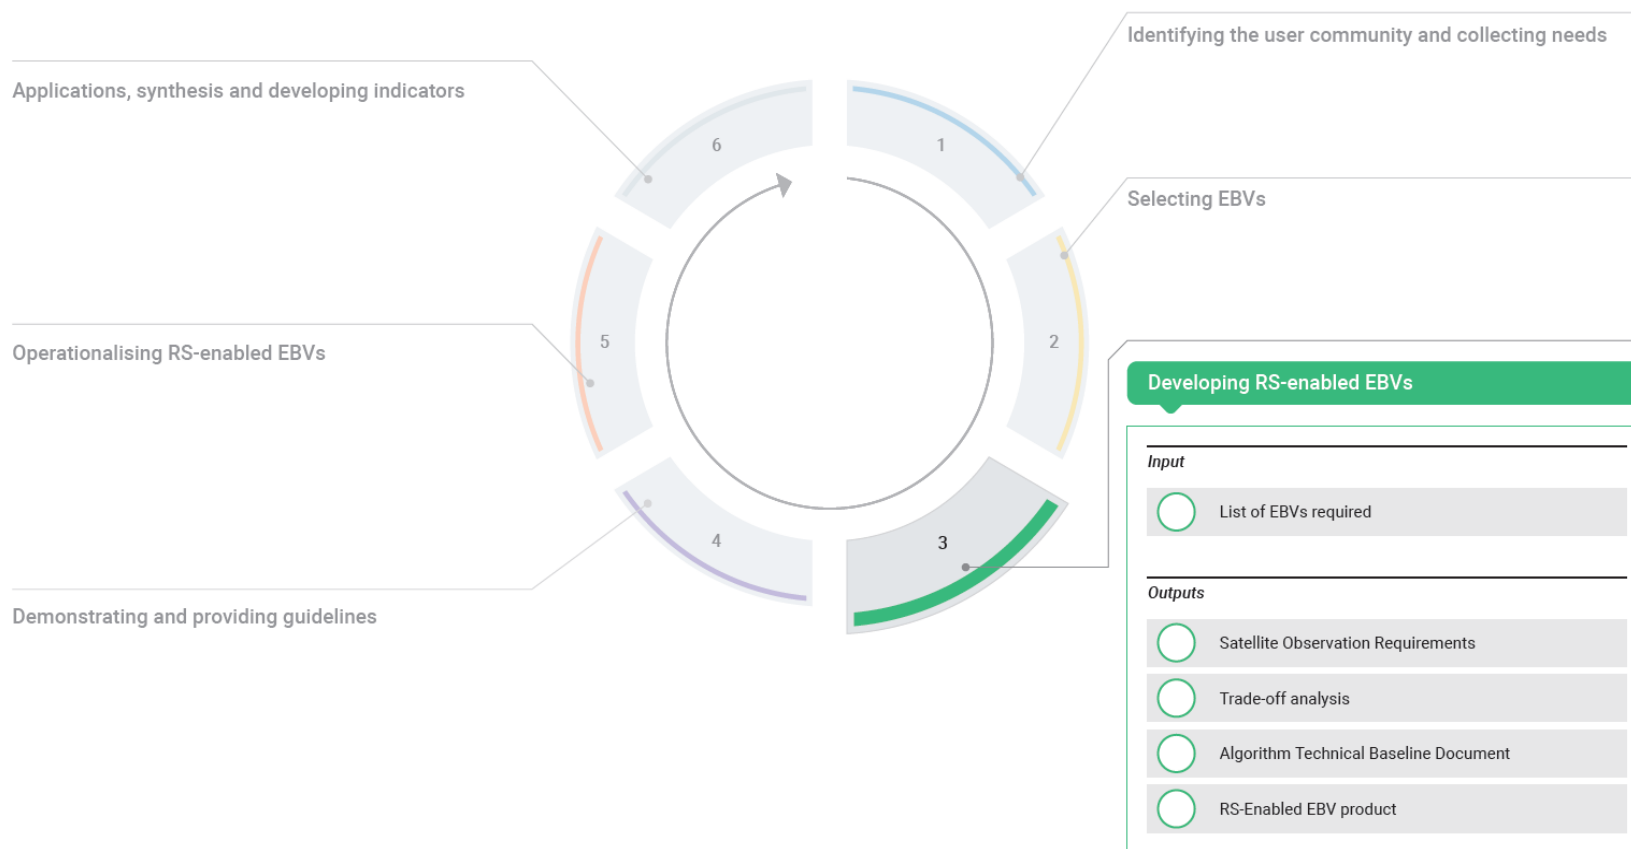 Identifying the user community and collecting needs
Applications, synthesis and developing indicators
6
1
Selecting EBVs
5
2
Operationalising RS-enabled EBVs
Developing RS-enabled EBVs
Input
List of EBVs required
4
3
Outputs
Demonstrating and providing guidelines
Satellite Observation Requirements
Trade-off analysis
Algorithm Technical Baseline Document
RS-Enabled EBV product